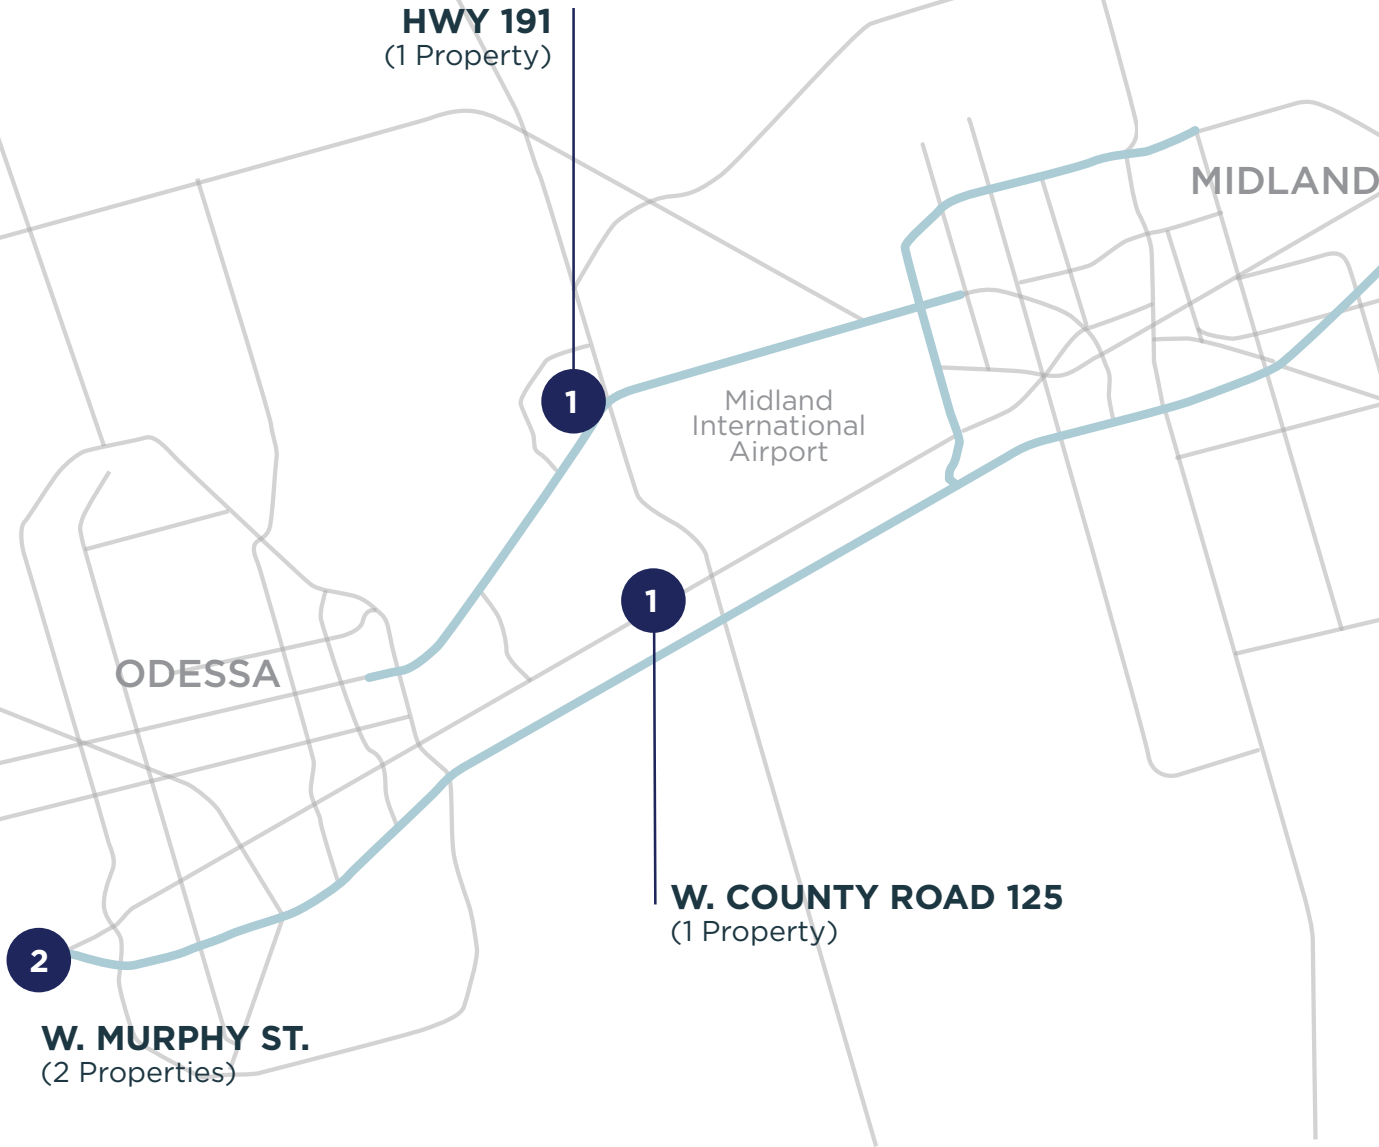 HWY 191
(1 Property)
MIDLAND
1
Midland
International
Airport
1
ODESSA
W. COUNTY ROAD 125
(1 Property)
2
W. MURPHY ST.
(2 Properties)